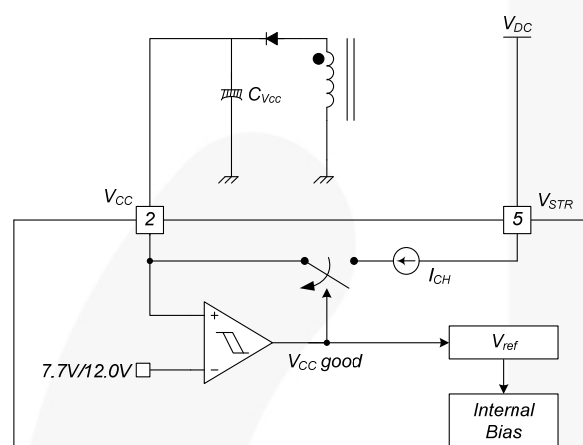 V_DC
C_Vcc
V_CC
2
5
V_STR
I_CH
+
7.7V/12.0V
−
V_CC good
V_ref
Internal
Bias